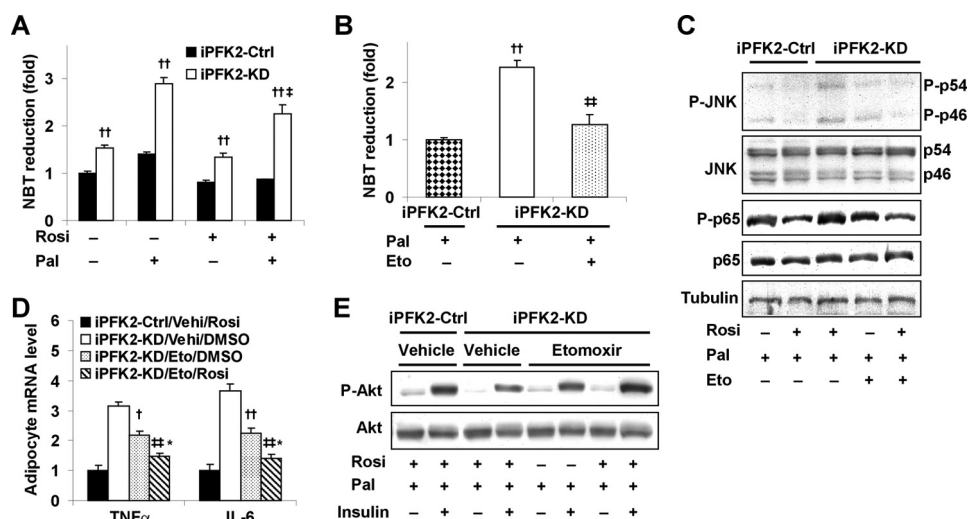 A
iPFK2-Ctrl
iPFK2-KD
NBT reduction (fold)
3
2
1
0
††
††
††
††‡
Rosi – – + +
Pal – + – +
B
NBT reduction (fold)
2
1
0
††
‡‡
iPFK2-Ctrl iPFK2-KD
Pal + + +
Eto – – +
C
iPFK2-Ctrl iPFK2-KD
P-JNK
P-p54
P-p46
JNK
p54
p46
P-p65
p65
Tubulin
Rosi – + + – +
Pal + + + + +
Eto – – – + +
D
iPFK2-Ctrl/Vehi/Rosi
iPFK2-KD/Vehi/DMSO
iPFK2-KD/Eto/DMSO
iPFK2-KD/Eto/Rosi
Adipocyte mRNA level
6
5
4
3
2
1
0
†
‡‡*
††
‡‡*
TNFα IL-6
E
iPFK2-Ctrl iPFK2-KD
Vehicle Vehicle Etomoxir
P-Akt
Akt
Rosi + + + + – – + +
Pal + + + + + + + +
Insulin – + – + – + – +